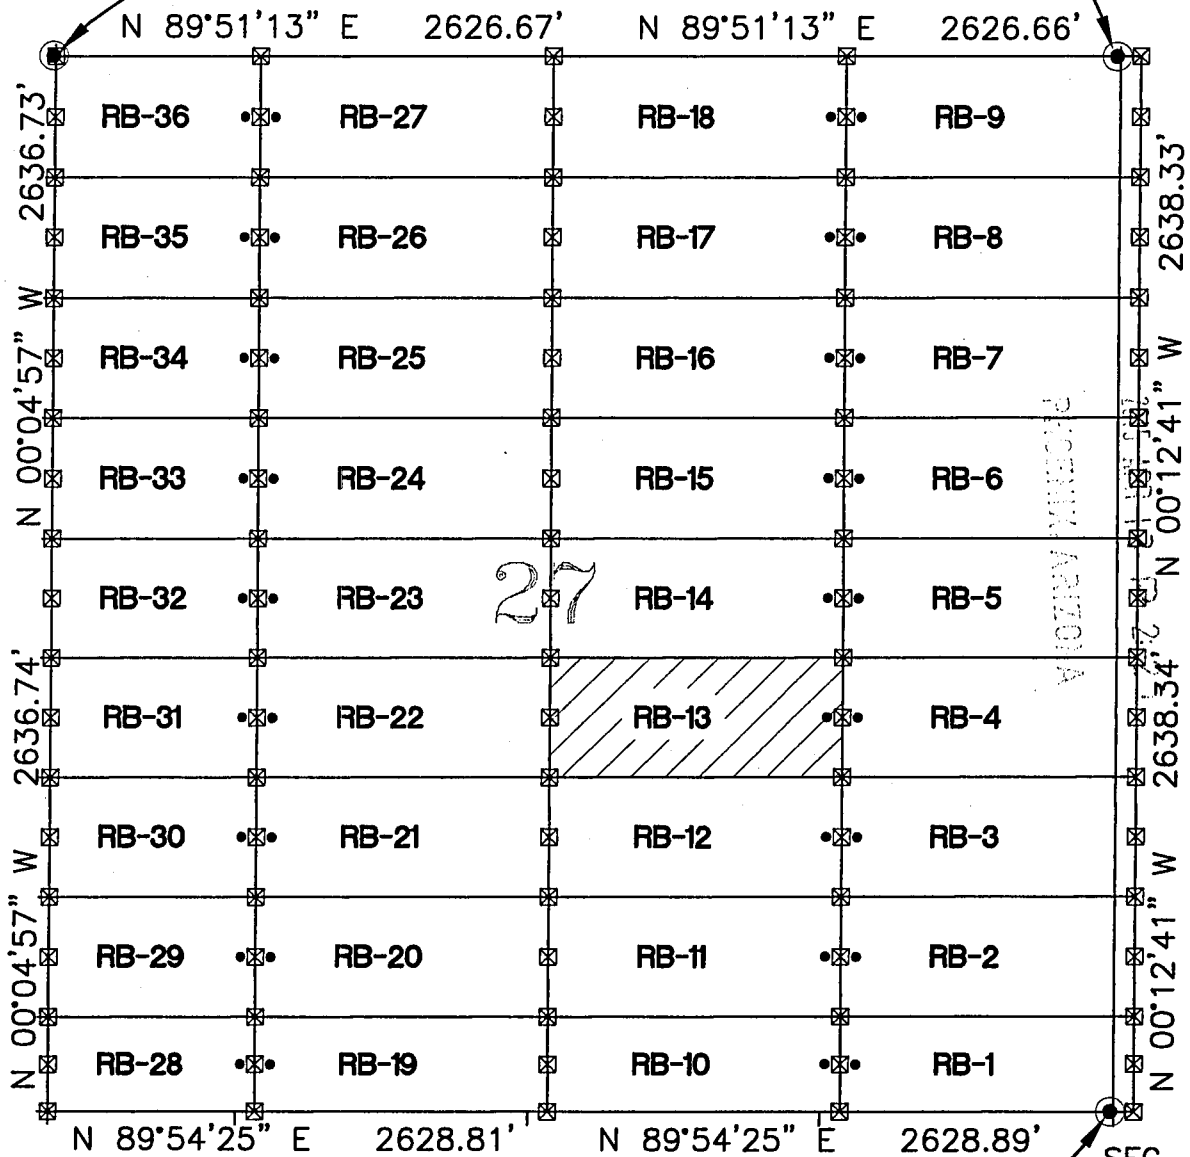 N 89°51'13" E 2626.67' N 89°51'13" E 2626.66'
2636.73'
N 00°04'57" W
2636.74'
N 00°04'57" W
RB-36 RB-27 RB-18 RB-9
RB-35 RB-26 RB-17 RB-8
RB-34 RB-25 RB-16 RB-7
RB-33 RB-24 RB-15 RB-6
RB-32 RB-23 RB-14 RB-5
27
RB-31 RB-22 RB-13 RB-4
RB-30 RB-21 RB-12 RB-3
RB-29 RB-20 RB-11 RB-2
RB-28 RB-19 RB-10 RB-1
2638.33'
N 00°12'41" W
2638.34'
N 00°12'41" W
PHOENIX, ARIZONA
N 89°54'25" E 2628.81' N 89°54'25" E 2628.89'
SEC